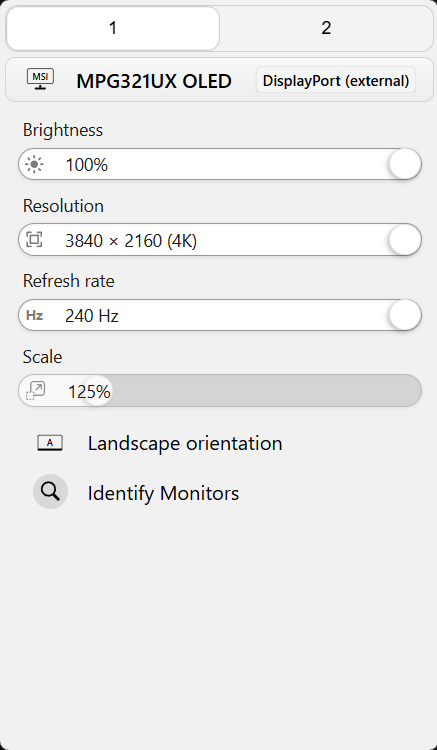 1
2
MSI
MPG321UX OLED
DisplayPort (external)
Brightness
100%
Resolution
3840 × 2160 (4K)
Refresh rate
Hz
240 Hz
Scale
125%
A
Landscape orientation
Identify Monitors